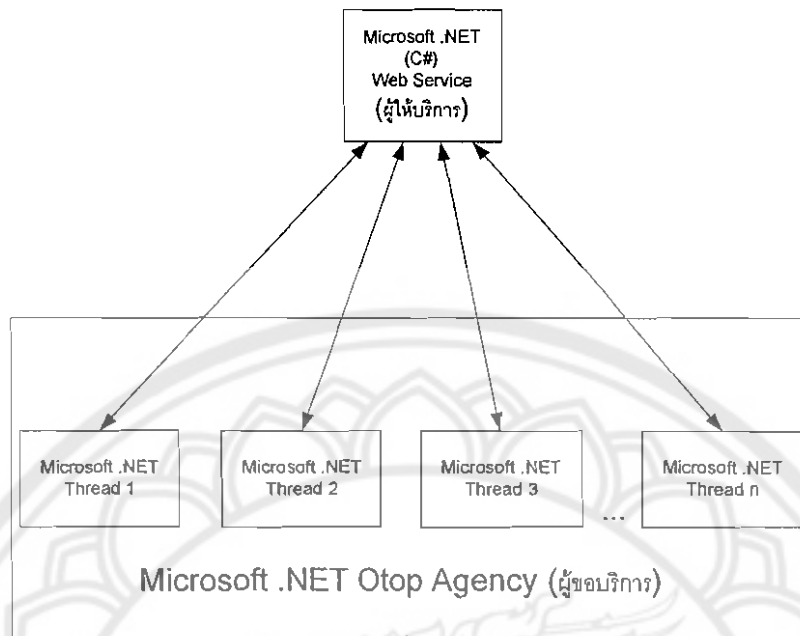 Microsoft .NET
(C#)
Web Service
(ผู้ให้บริการ)
Microsoft .NET
Thread 1
Microsoft .NET
Thread 2
Microsoft .NET
Thread 3
...
Microsoft .NET
Thread n
Microsoft .NET Otop Agency (ผู้ขอบริการ)